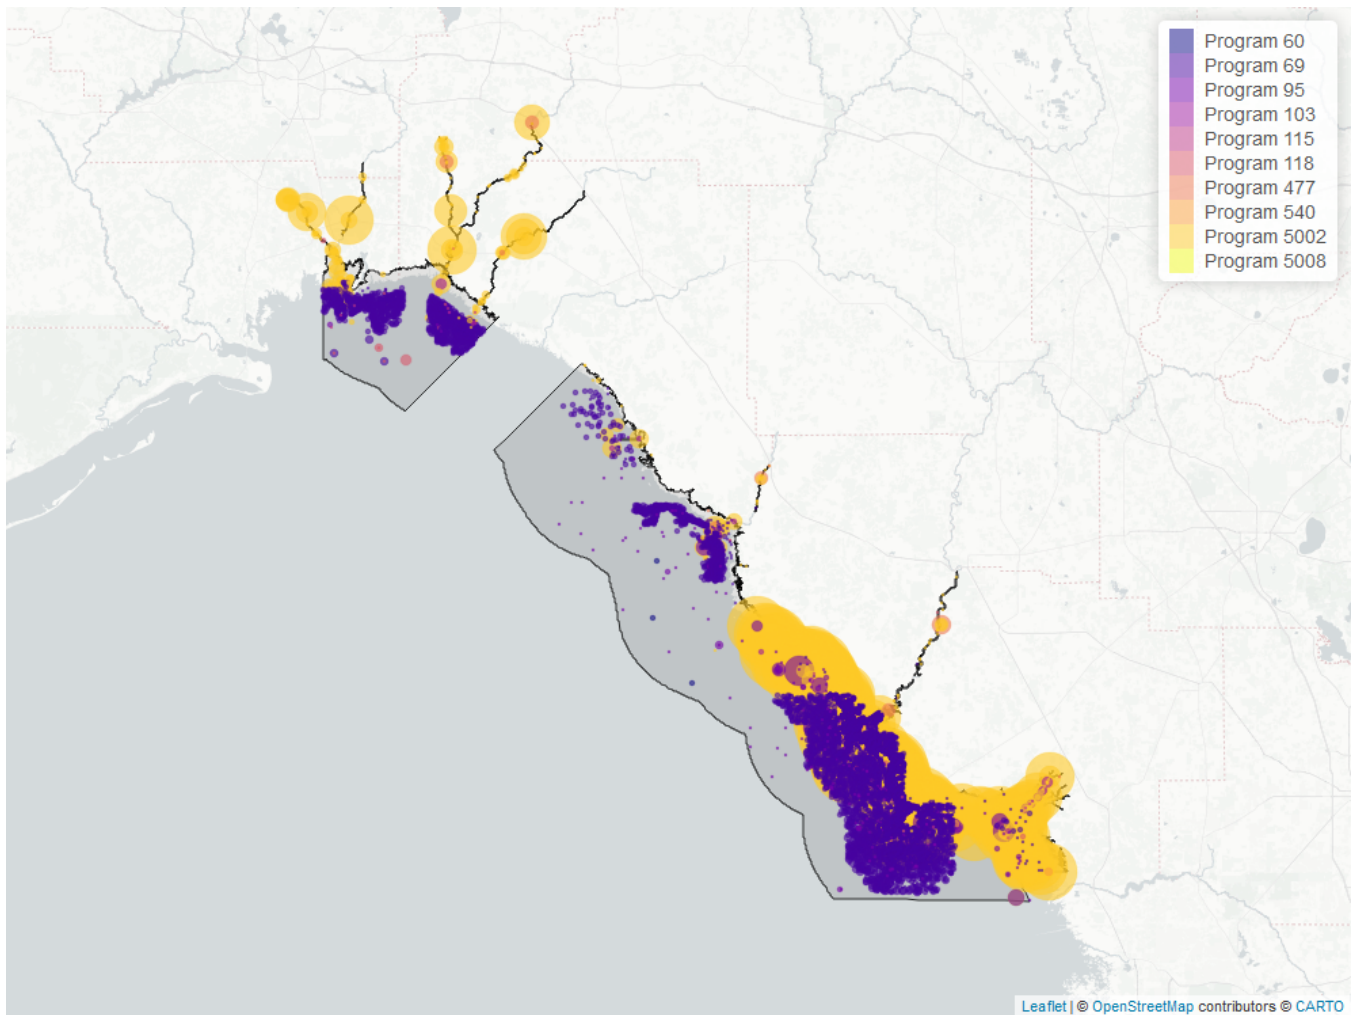 Program 60
Program 69
Program 95
Program 103
Program 115
Program 118
Program 477
Program 540
Program 5002
Program 5008
Leaflet | © OpenStreetMap contributors © CARTO